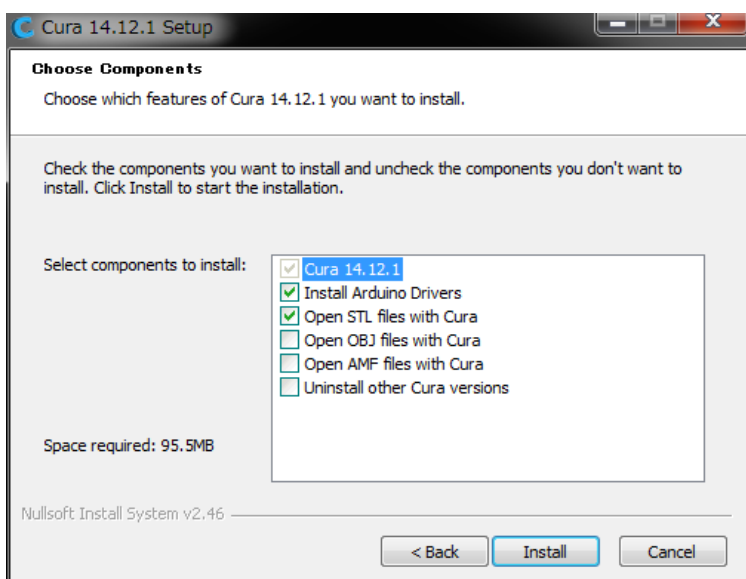 Cura 14.12.1 Setup
Choose Components
Choose which features of Cura 14.12.1 you want to install.
Check the components you want to install and uncheck the components you don't want to
install. Click Install to start the installation.
Select components to install:
Cura 14.12.1
Install Arduino Drivers
Open STL files with Cura
Open OBJ files with Cura
Open AMF files with Cura
Uninstall other Cura versions
Space required: 95.5MB
Nullsoft Install System v2.46
< Back
Install
Cancel